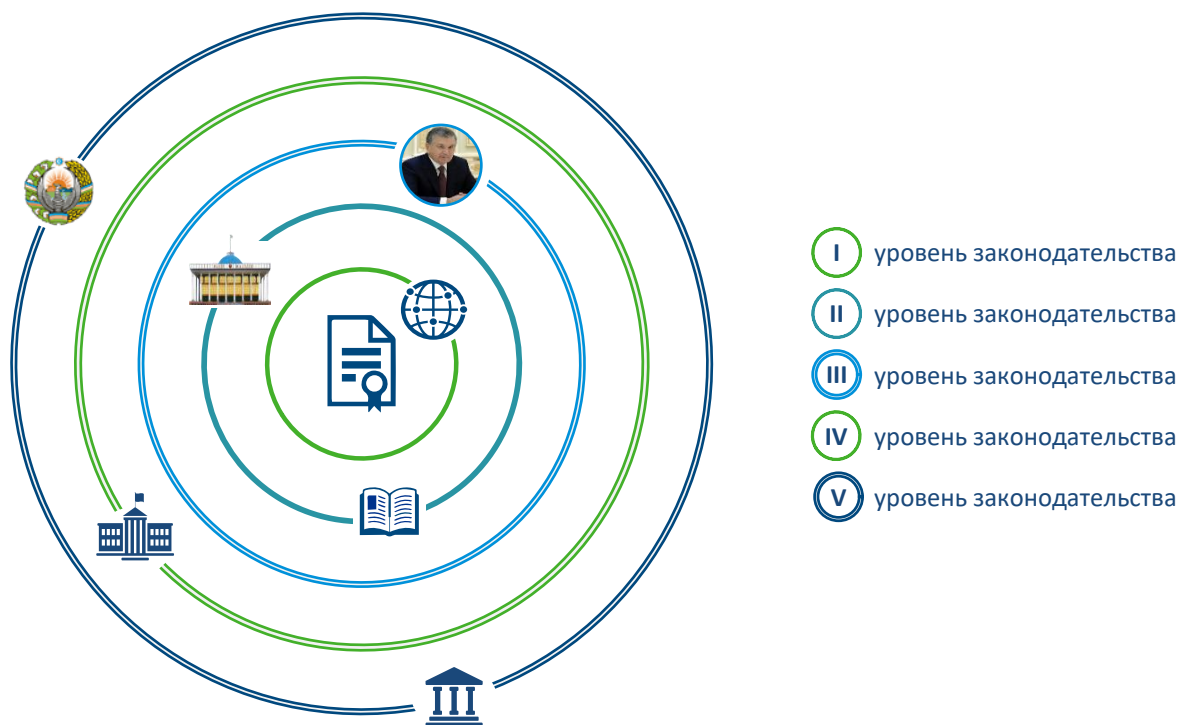 I уровень законодательства
II уровень законодательства
III уровень законодательства
IV уровень законодательства
V уровень законодательства